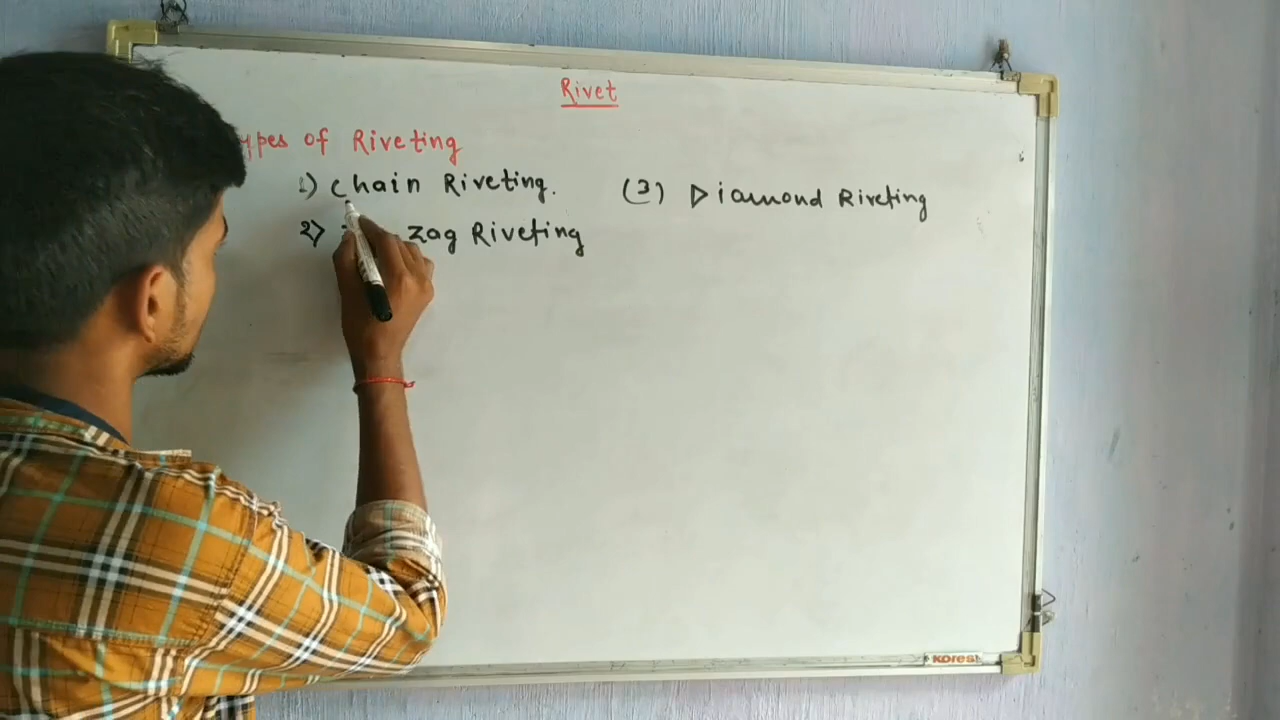 Rivet
ypes of Riveting
1) Chain Riveting.
2) zag Riveting
(3) Diamond Riveting
Kores